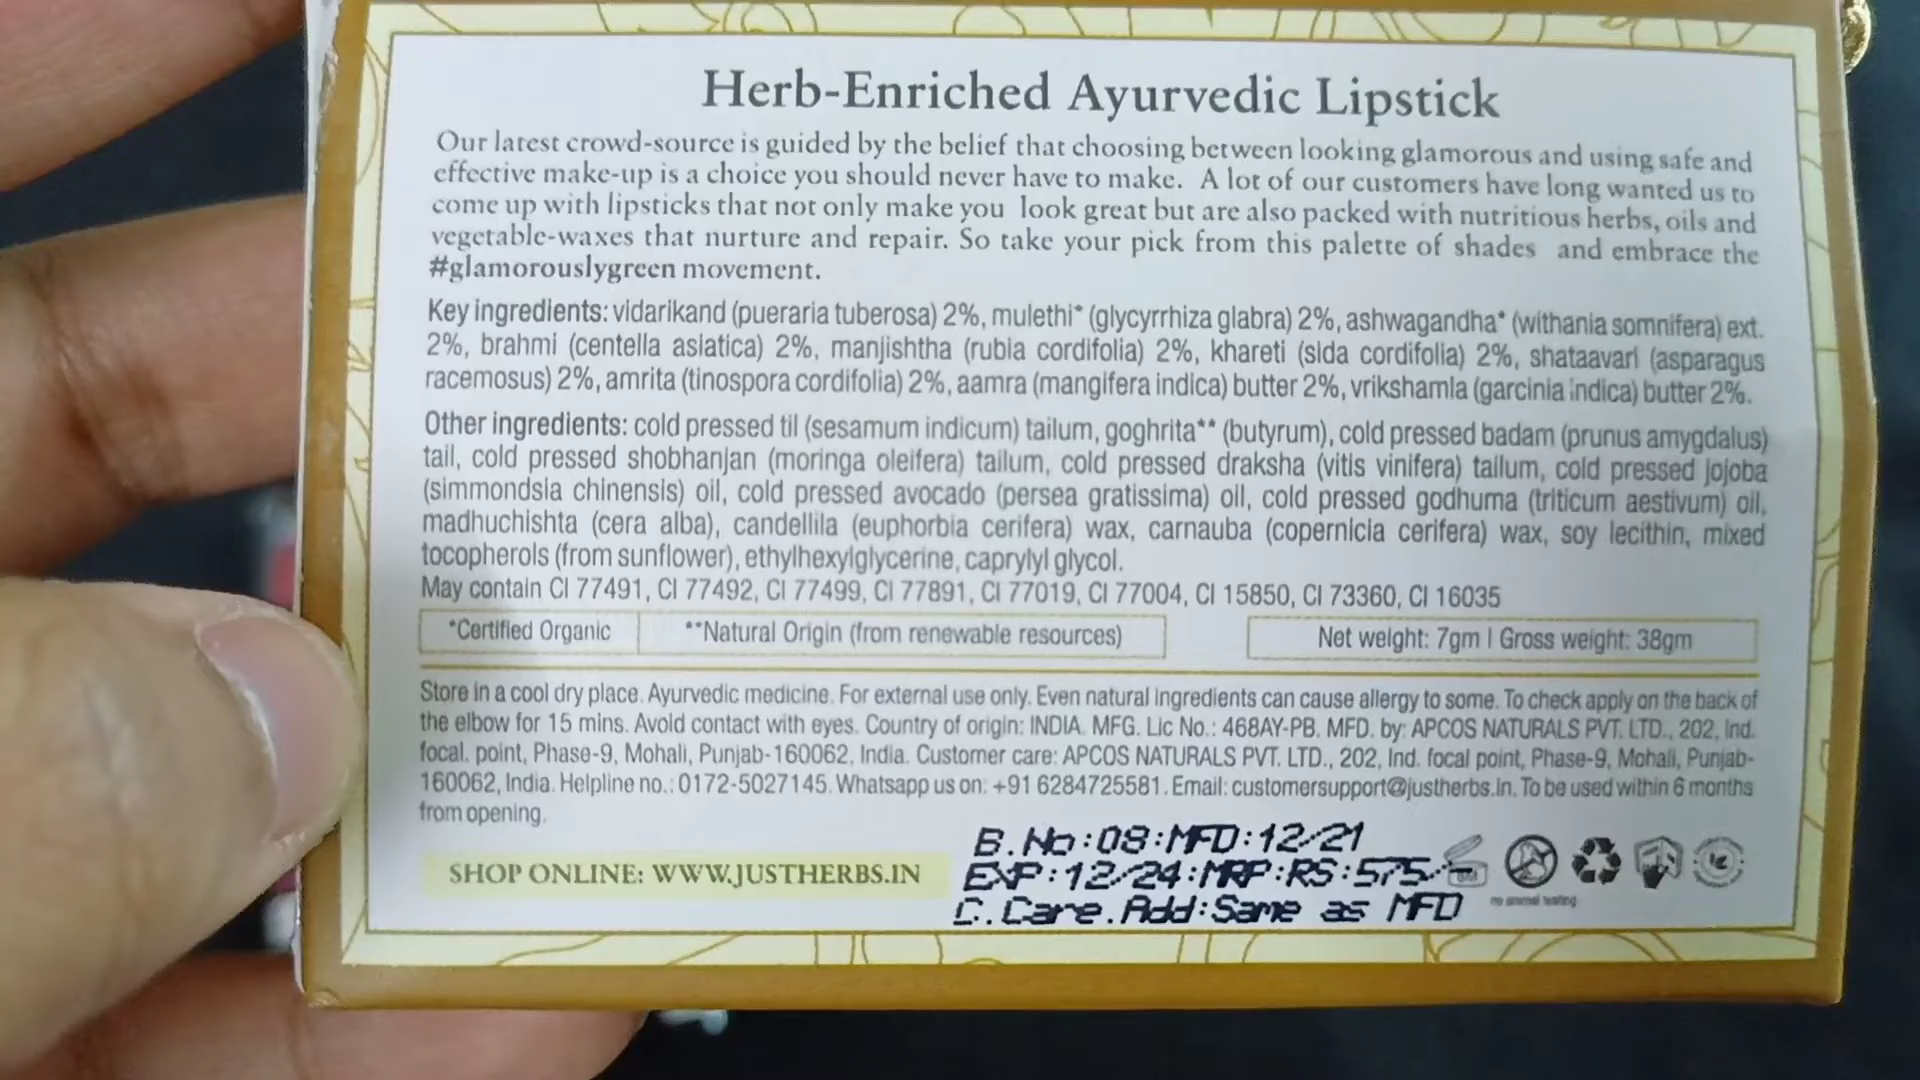 Herb-Enriched Ayurvedic Lipstick
Our latest crowd-source is guided by the belief that choosing between looking glamorous and using safe and
effective make-up is a choice you should never have to make. A lot of our customers have long wanted us to
come up with lipsticks that not only make you look great but are also packed with nutritious herbs, oils and
vegetable-waxes that nurture and repair. So take your pick from this palette of shades and embrace the
#glamorouslygreen movement.
Key ingredients: vidarikand (pueraria tuberosa) 2%, mulethi* (glycyrrhiza glabra) 2%, ashwagandha* (withania somnifera) ext.
2%, brahmi (centella asiatica) 2%, manjishtha (rubia cordifolia) 2%, khareti (sida cordifolia) 2%, shataavari (asparagus
racemosus) 2%, amrita (tinospora cordifolia) 2%, aamra (mangifera indica) butter 2%, vrikshamla (garcinia indica) butter 2%.
Other ingredients: cold pressed til (sesamum indicum) tailum, goghrita** (butyrum), cold pressed badam (prunus amygdalus)
tail, cold pressed shobhanjan (moringa oleifera) tailum, cold pressed draksha (vitis vinifera) tailum, cold pressed jojoba
(simmondsia chinensis) oil, cold pressed avocado (persea gratissima) oil, cold pressed godhuma (triticum aestivum) oil,
madhuchishta (cera alba), candellila (euphorbia cerifera) wax, carnauba (copernicia cerifera) wax, soy lecithin, mixed
tocopherols (from sunflower), ethylhexylglycerine, caprylyl glycol.
May contain CI 77491, CI 77492, CI 77499, CI 77891, CI 77019, CI 77004, CI 15850, CI 73360, CI 16035
*Certified Organic **Natural Origin (from renewable resources) Net weight: 7gm | Gross weight: 38gm
Store in a cool dry place. Ayurvedic medicine. For external use only. Even natural ingredients can cause allergy to some. To check apply on the back of
the elbow for 15 mins. Avoid contact with eyes. Country of origin: INDIA. MFG. Lic No.: 468AY-PB. MFD. by: APCOS NATURALS PVT. LTD., 202, Ind.
focal. point, Phase-9, Mohali, Punjab-160062, India. Customer care: APCOS NATURALS PVT. LTD., 202, Ind. focal point, Phase-9, Mohali, Punjab-
160062, India. Helpline no.: 0172-5027145. Whatsapp us on: +91 6284725581. Email: customersupport@justherbs.in. To be used within 6 months
from opening.
B.No:08:MFD:12/21
EXP:12/24:MRP:RS:575/-
C.Care.Add:Same as MFD
SHOP ONLINE: WWW.JUSTHERBS.IN
6M
no animal testing